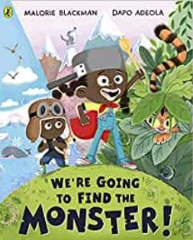 MALORIE BLACKMAN DAPO ADEOLA
WE'RE GOING
TO FIND THE
MONSTER!